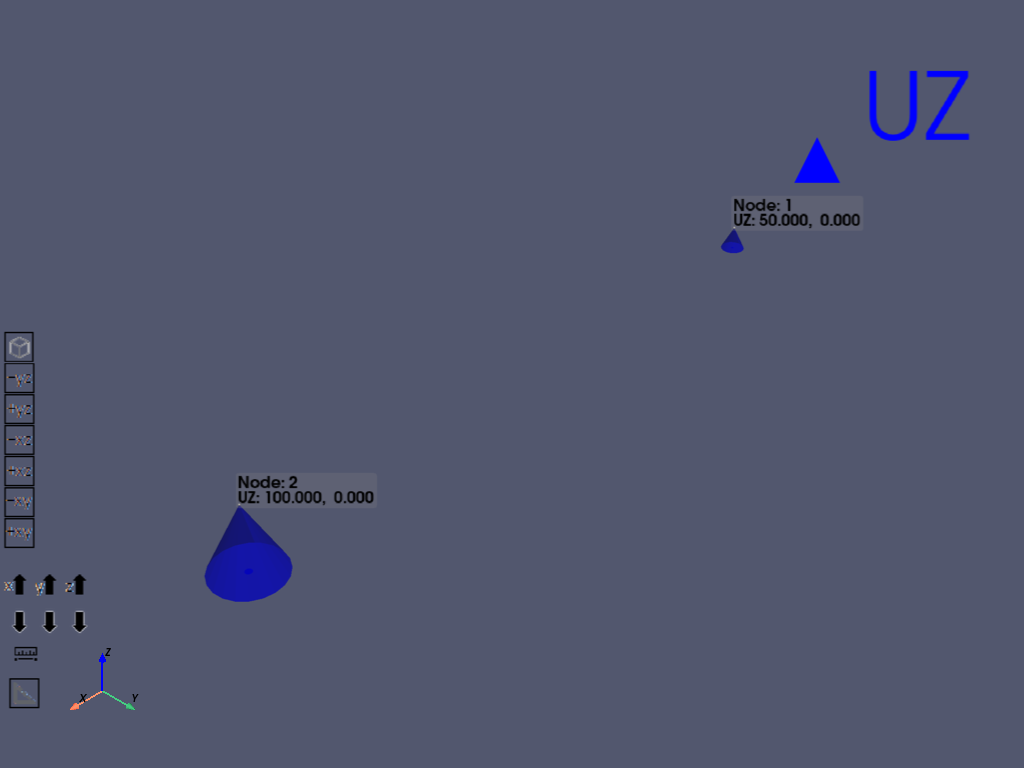 UZ
Node: 1
UZ: 50.000, 0.000
Node: 2
UZ: 100.000, 0.000
-yz
+yz
-xz
+xz
-xy
+xy
x y z
Z
X Y